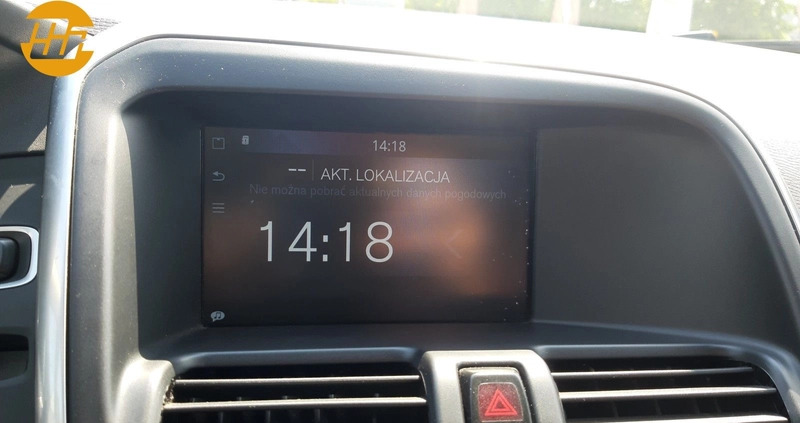 14:18
-- AKT. LOKALIZACJA
Nie można pobrać aktualnych danych pogodowych
14:18